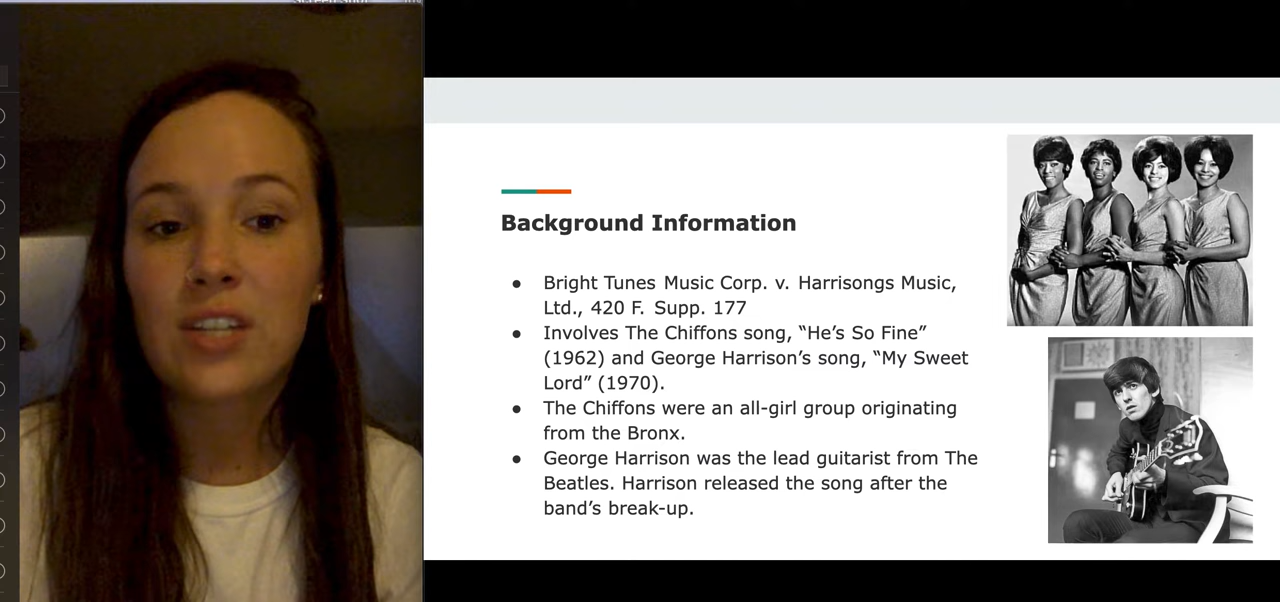 Background Information
● Bright Tunes Music Corp. v. Harrisongs Music,
Ltd., 420 F. Supp. 177
● Involves The Chiffons song, “He’s So Fine”
(1962) and George Harrison’s song, “My Sweet
Lord” (1970).
● The Chiffons were an all-girl group originating
from the Bronx.
● George Harrison was the lead guitarist from The
Beatles. Harrison released the song after the
band’s break-up.